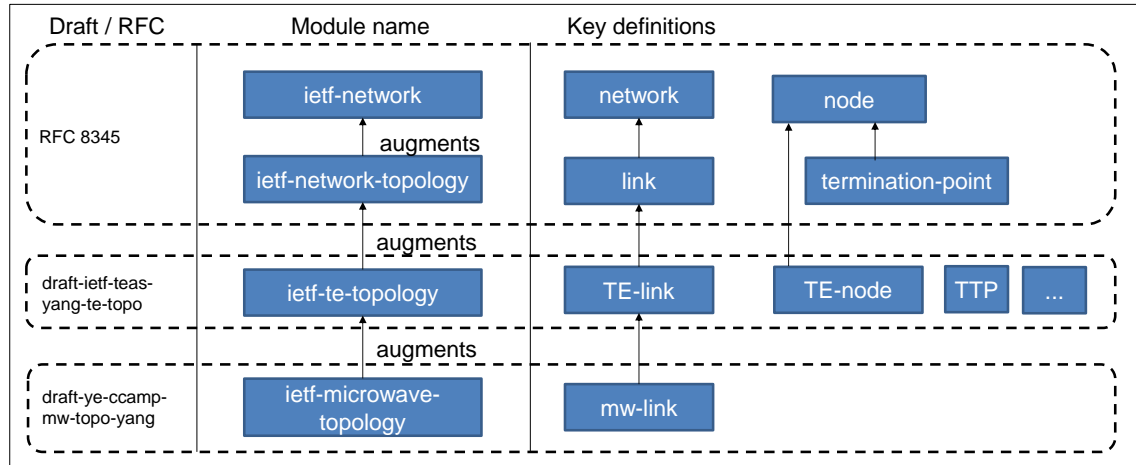 Draft / RFC
Module name
Key definitions
RFC 8345
ietf-network
network
node
augments
ietf-network-topology
link
termination-point
augments
draft-ietf-teas-
yang-te-topo
ietf-te-topology
TE-link
TE-node
TTP
...
augments
draft-ye-ccamp-
mw-topo-yang
ietf-microwave-
topology
mw-link